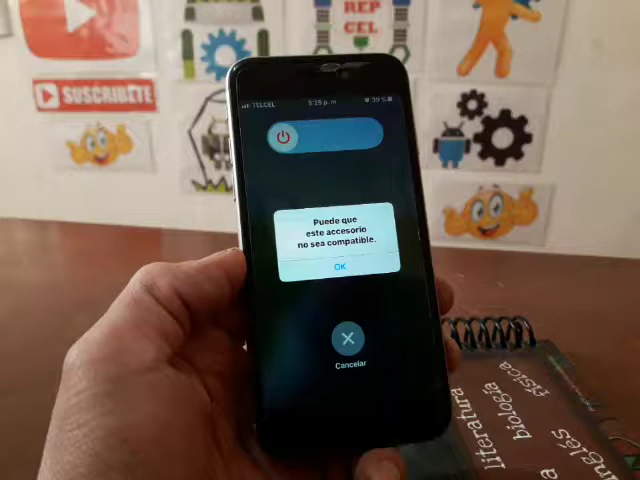 REP
CEL
SUSCRIBETE
TELCEL
5:25 p. m.
39 %
Puede que
este accesorio
no sea compatible.
OK
Cancelar
literatura
biología
física
inglés